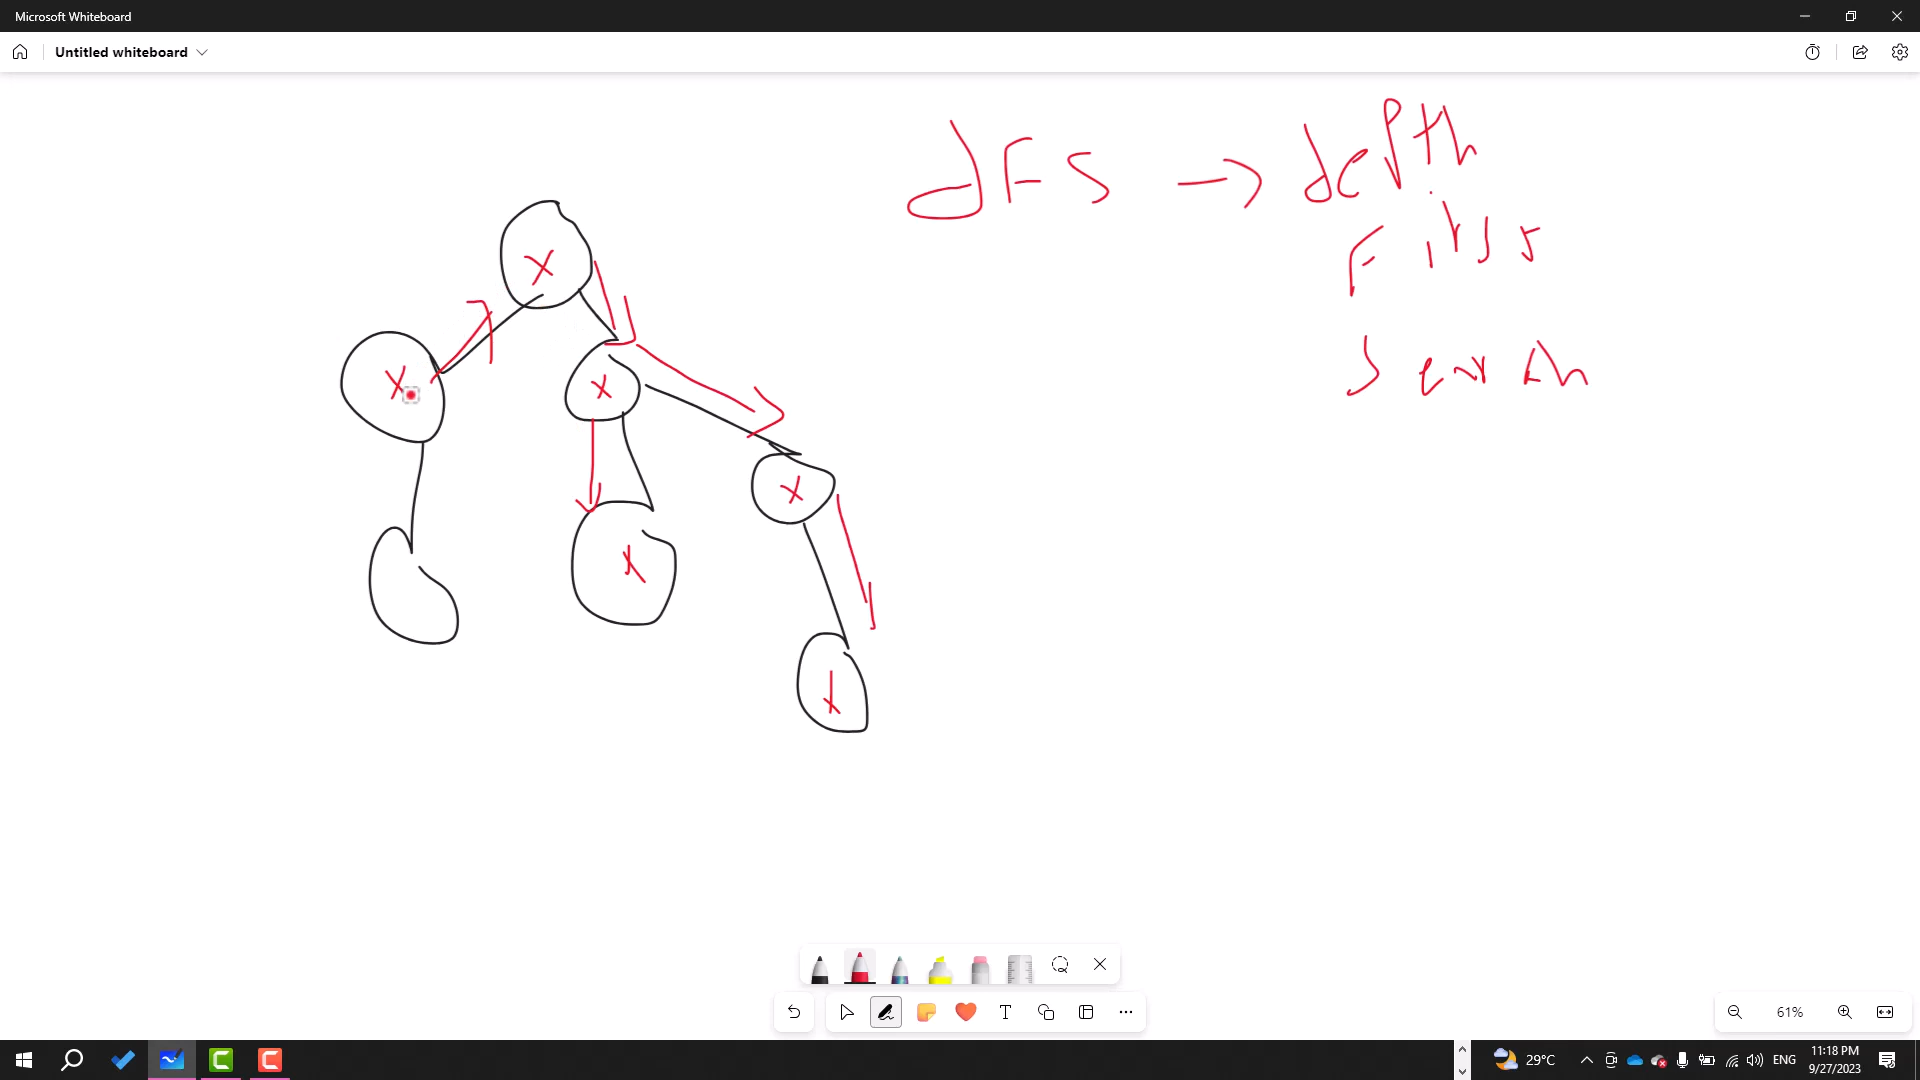 Microsoft Whiteboard
Untitled whiteboard
dFS → depth
First
Search
X
X
X
X
X
X
61%
29°C
ENG
11:18 PM
9/27/2023